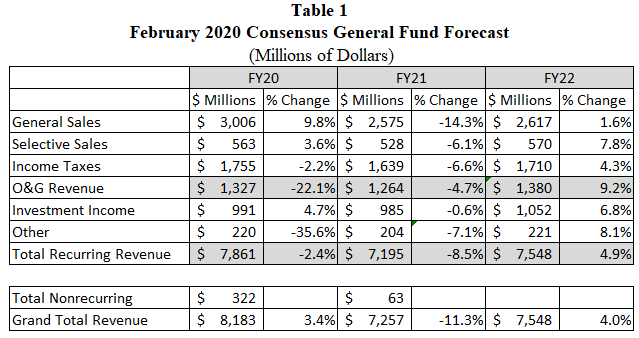 Table 1
February 2020 Consensus General Fund Forecast
(Millions of Dollars)
FY20 FY21 FY22
$ Millions % Change $ Millions % Change $ Millions % Change
General Sales $ 3,006 9.8% $ 2,575 -14.3% $ 2,617 1.6%
Selective Sales $ 563 3.6% $ 528 -6.1% $ 570 7.8%
Income Taxes $ 1,755 -2.2% $ 1,639 -6.6% $ 1,710 4.3%
O&G Revenue $ 1,327 -22.1% $ 1,264 -4.7% $ 1,380 9.2%
Investment Income $ 991 4.7% $ 985 -0.6% $ 1,052 6.8%
Other $ 220 -35.6% $ 204 -7.1% $ 221 8.1%
Total Recurring Revenue $ 7,861 -2.4% $ 7,195 -8.5% $ 7,548 4.9%
Total Nonrecurring $ 322 $ 63
Grand Total Revenue $ 8,183 3.4% $ 7,257 -11.3% $ 7,548 4.0%